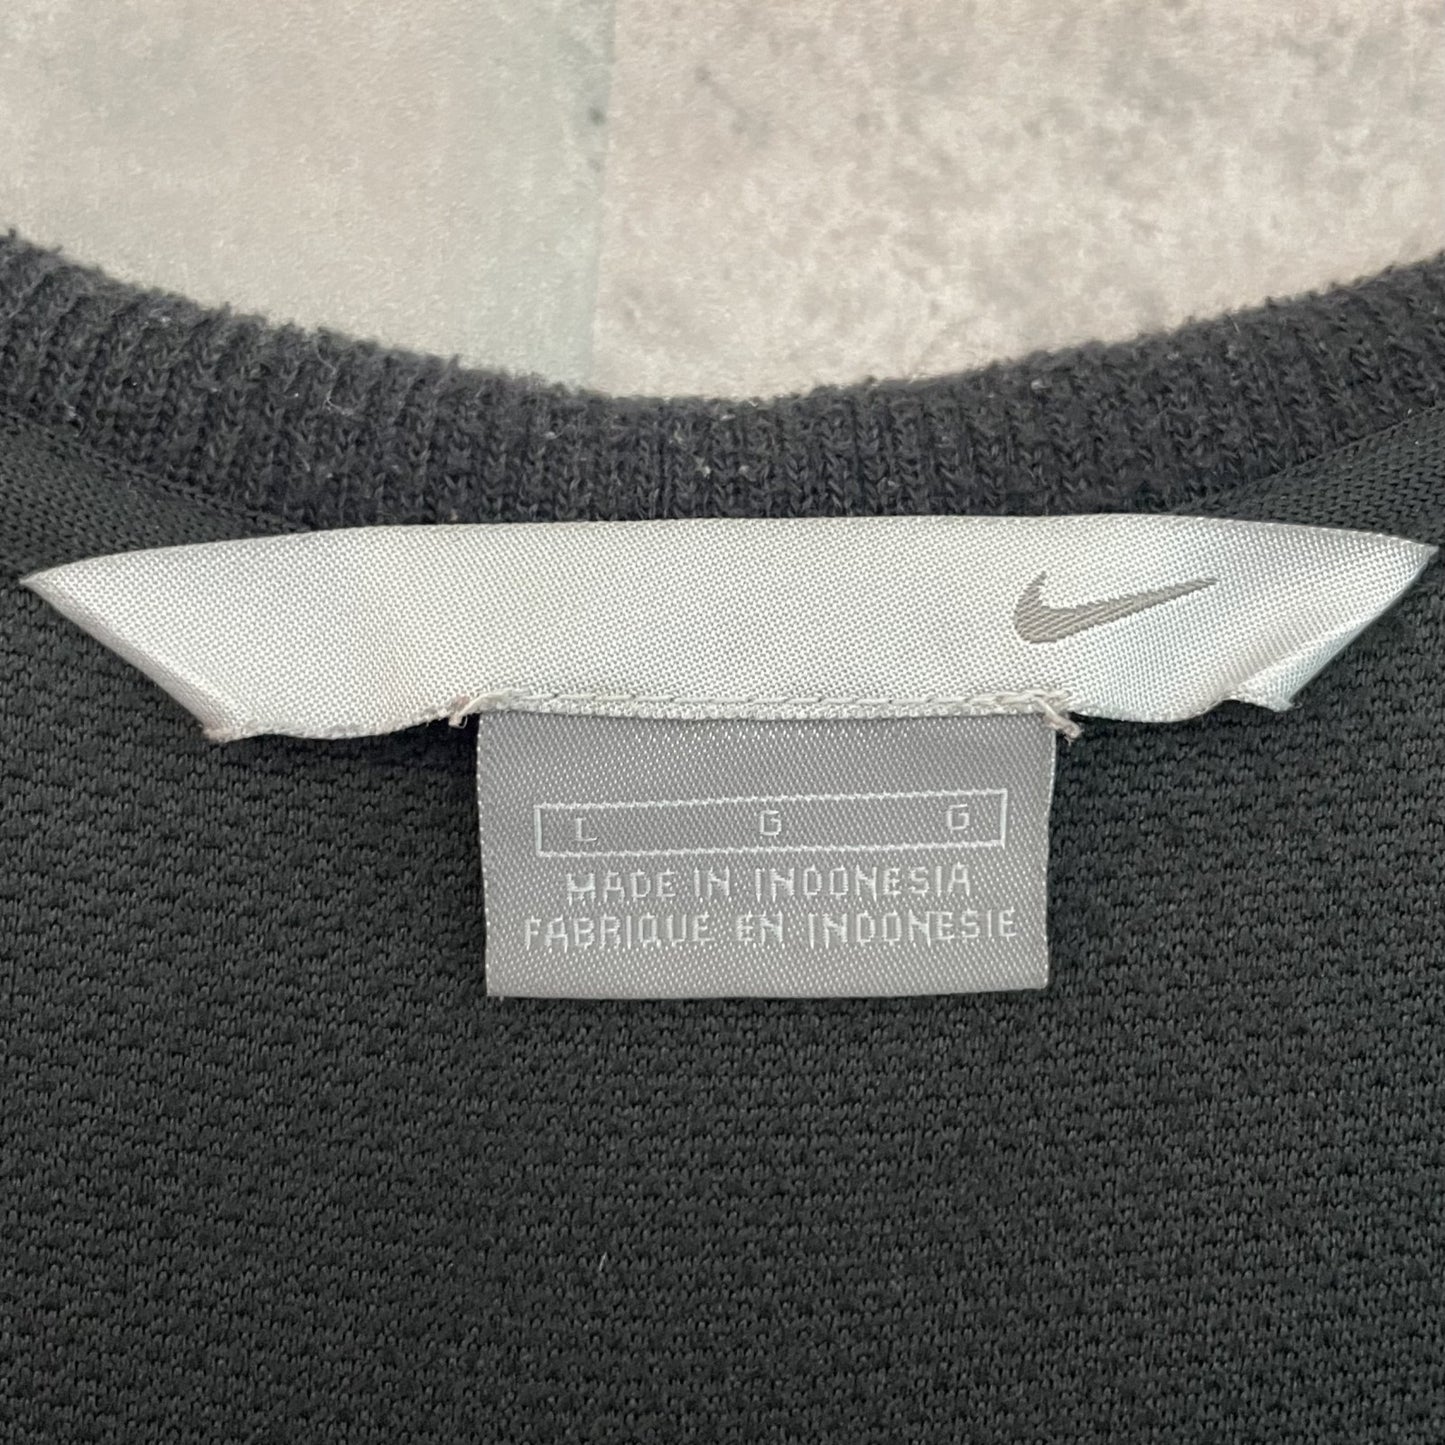 L G G
MADE IN INDONESIA
FABRIQUE EN INDONESIE